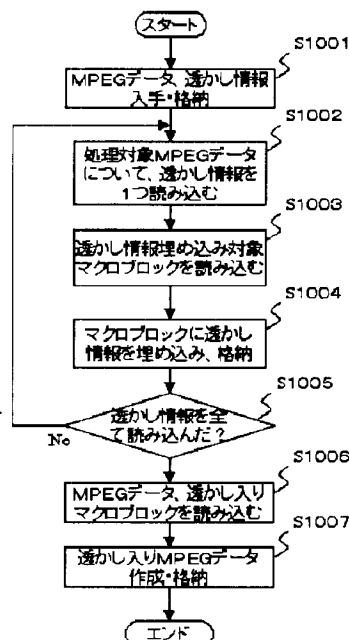 スタート
S1001
MPEGデータ、透かし情報
入手・格納
S1002
処理対象MPEGデータ
について、透かし情報を
1つ読み込む
S1003
透かし情報埋め込み対象
マクロブロックを読み込む
S1004
マクロブロックに透かし
情報を埋め込み、格納
S1005
透かし情報を全
て読み込んだ?
No
S1006
MPEGデータ、透かし入り
マクロブロックを読み込む
S1007
透かし入りMPEGデータ
作成・格納
エンド